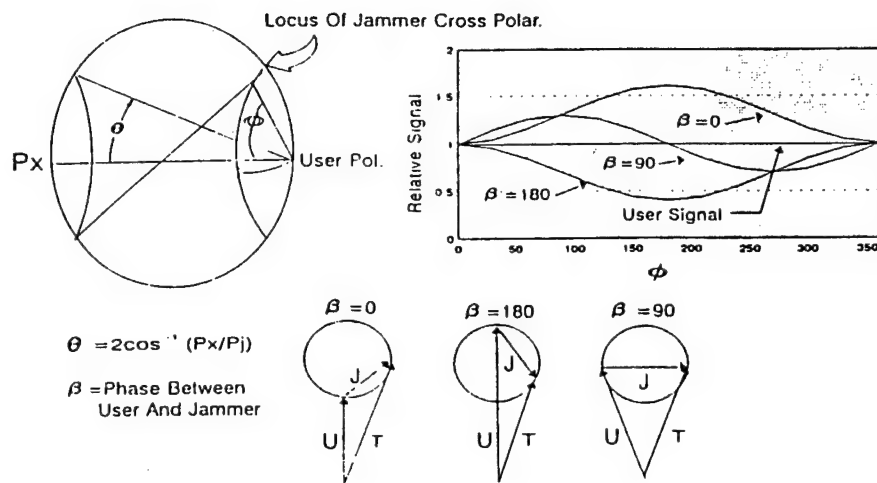 Locus Of Jammer Cross Polar.
θ
Φ
Px
User Pol.
Relative Signal
2
1.5
1
0.5
0
β=0
β=90
β=180
User Signal
0
50
100
150
200
250
300
350
Φ
θ = 2cos⁻¹ (Px/Pj)
β = Phase Between
User And Jammer
β = 0
J
U
T
β = 180
J
U
T
β = 90
J
U
T